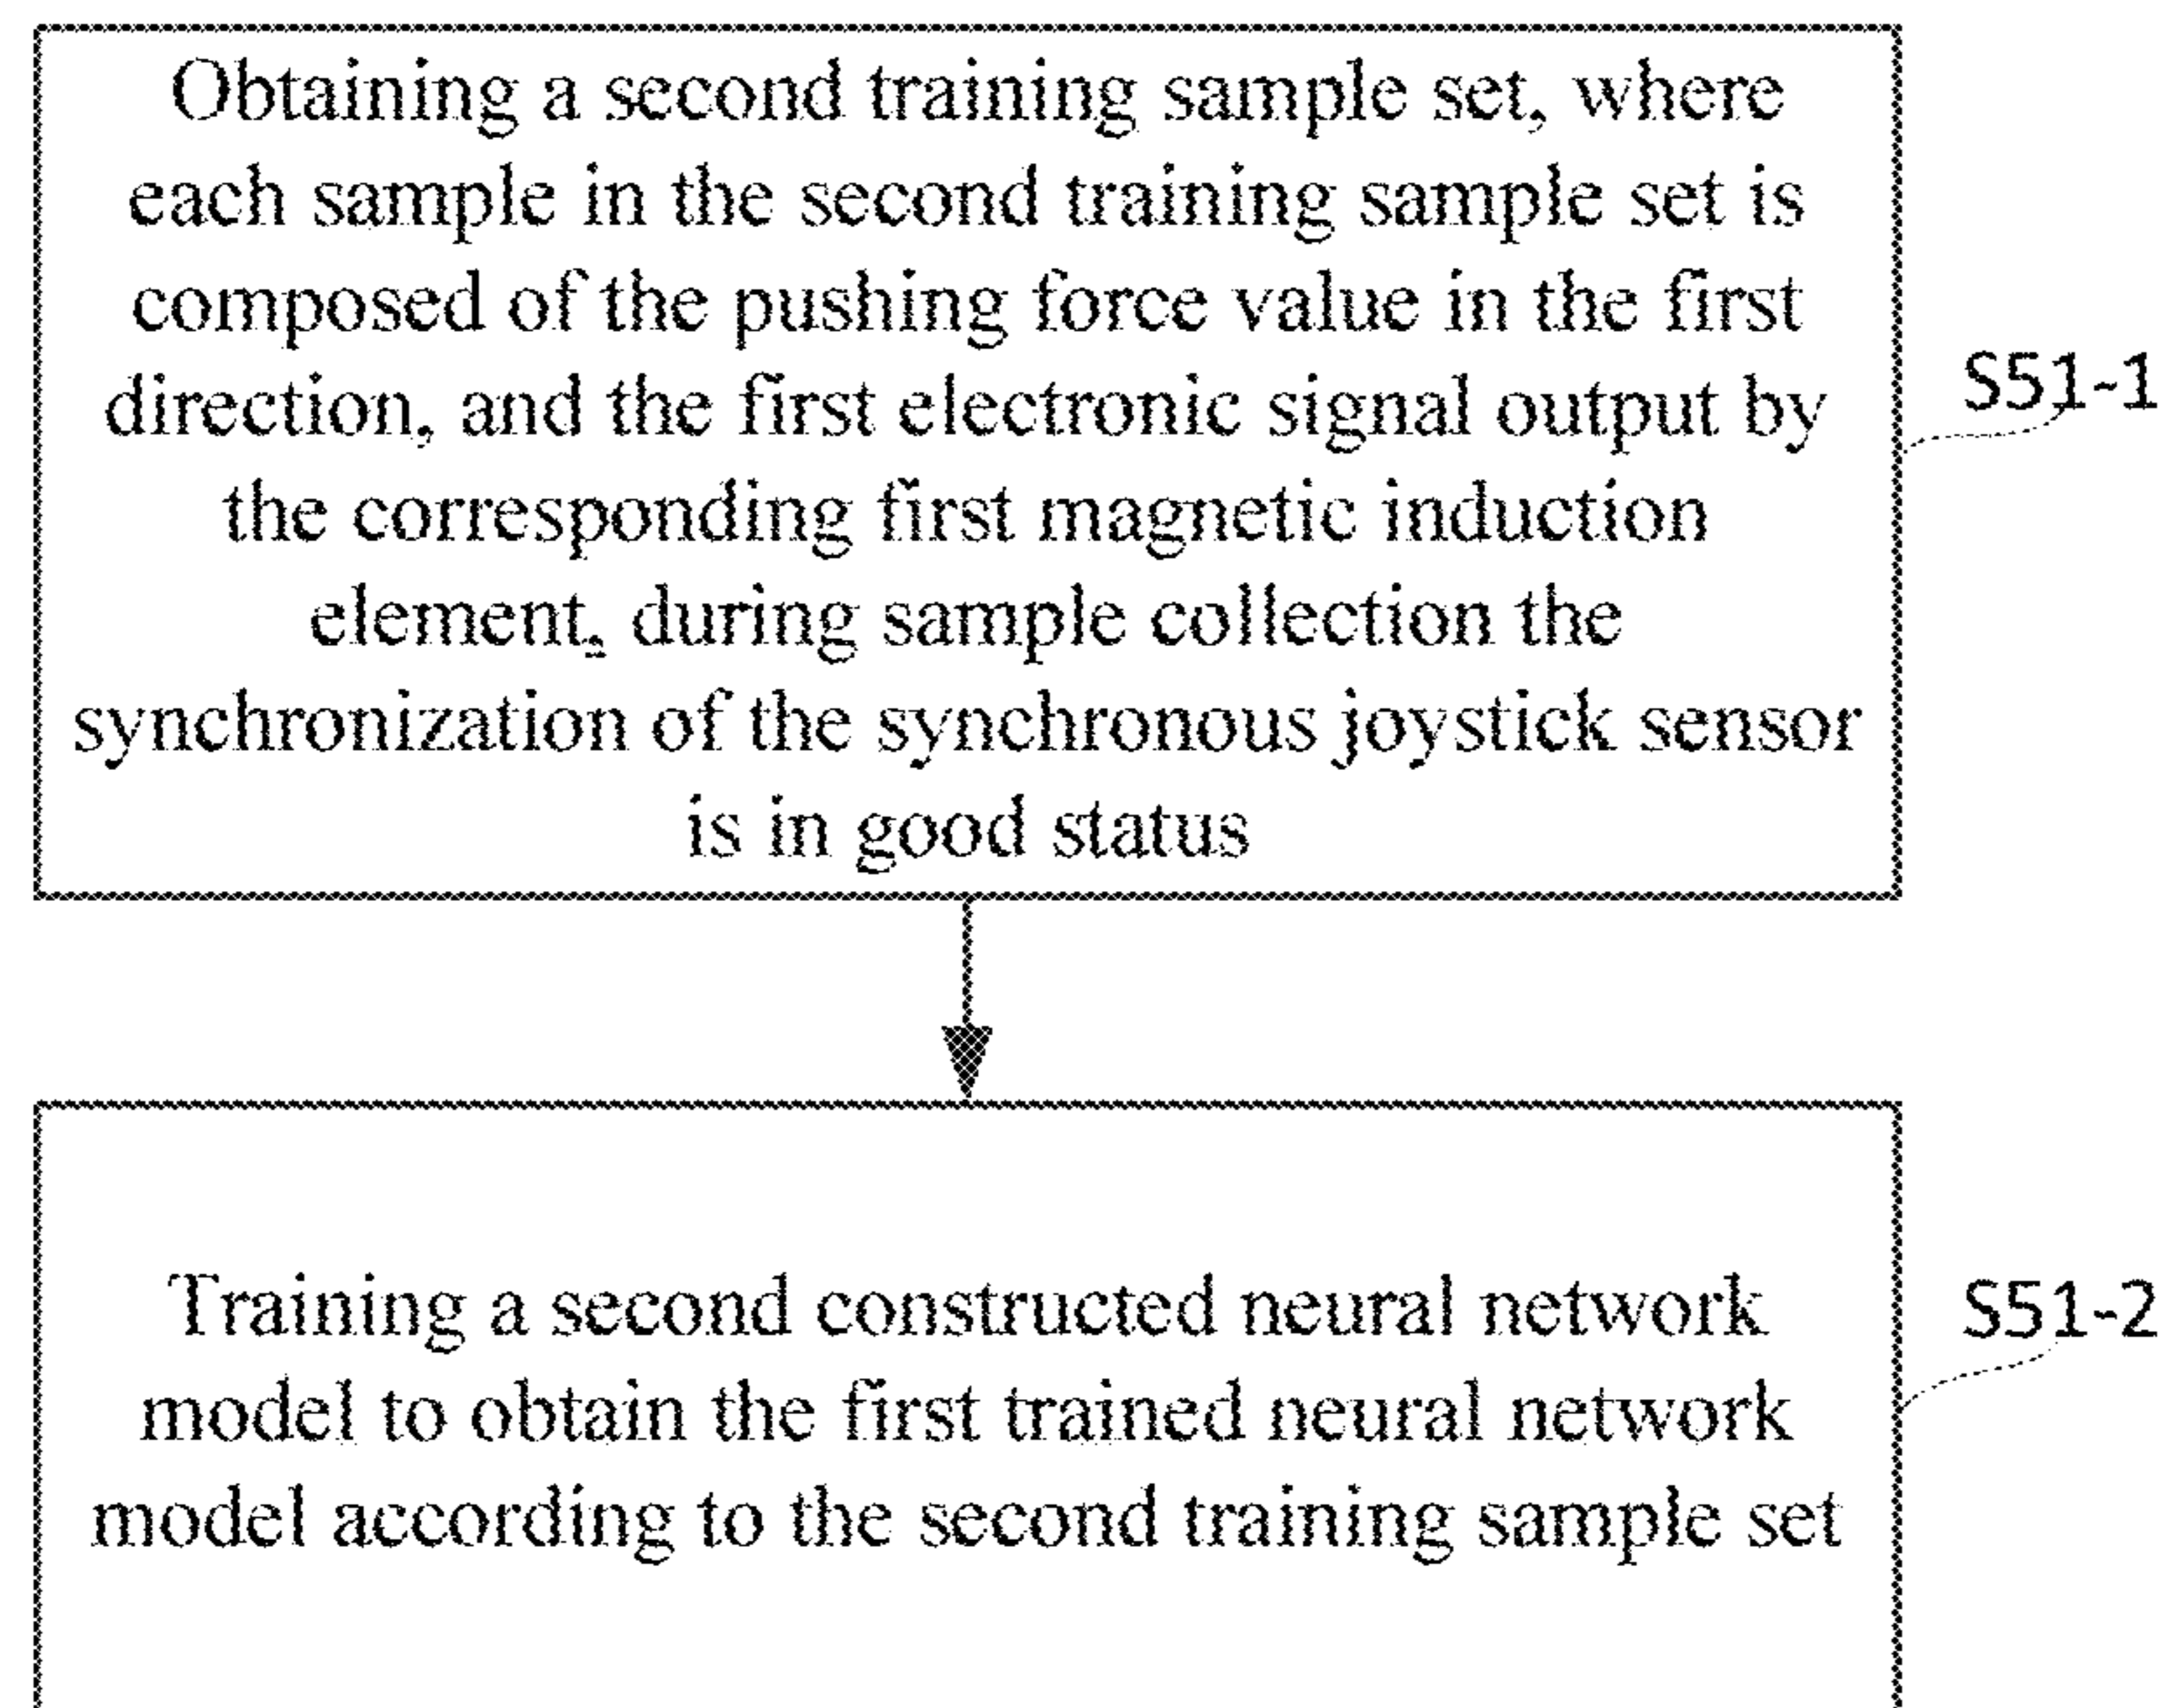 Obtaining a second training sample set, where
each sample in the second training sample set is
composed of the pushing force value in the first
direction, and the first electronic signal output by
the corresponding first magnetic induction
element, during sample collection the
synchronization of the synchronous joystick sensor
is in good status
S51-1
Training a second constructed neural network
model to obtain the first trained neural network
model according to the second training sample set
S51-2